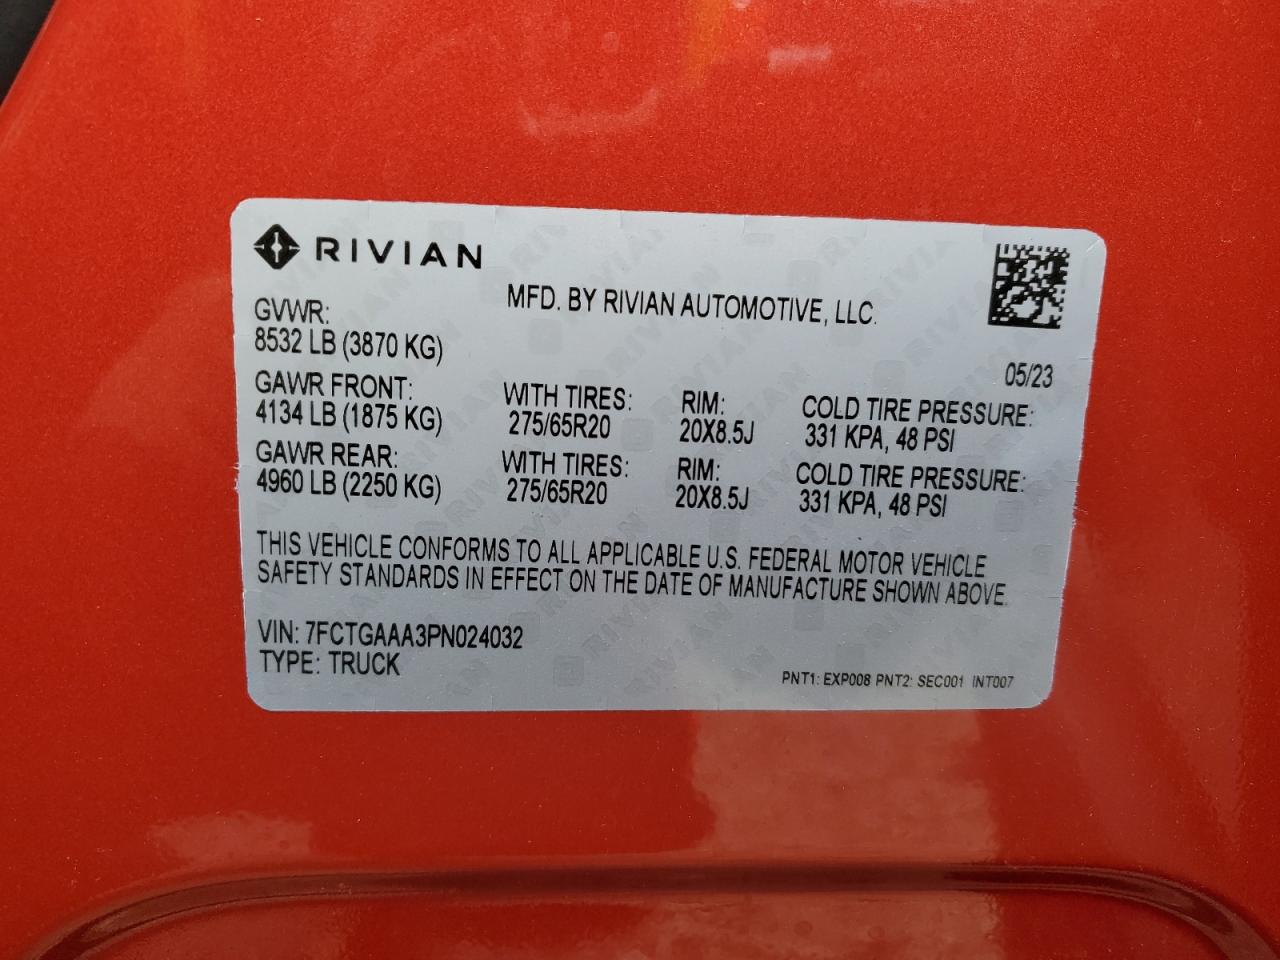 RIVIAN
MFD. BY RIVIAN AUTOMOTIVE, LLC.
GVWR:
8532 LB (3870 KG)
05/23
GAWR FRONT: WITH TIRES: RIM: COLD TIRE PRESSURE:
4134 LB (1875 KG) 275/65R20 20X8.5J 331 KPA, 48 PSI
GAWR REAR: WITH TIRES: RIM: COLD TIRE PRESSURE:
4960 LB (2250 KG) 275/65R20 20X8.5J 331 KPA, 48 PSI
THIS VEHICLE CONFORMS TO ALL APPLICABLE U.S. FEDERAL MOTOR VEHICLE
SAFETY STANDARDS IN EFFECT ON THE DATE OF MANUFACTURE SHOWN ABOVE.
VIN: 7FCTGAAA3PN024032
TYPE: TRUCK
PNT1: EXP008 PNT2: SEC001 INT007